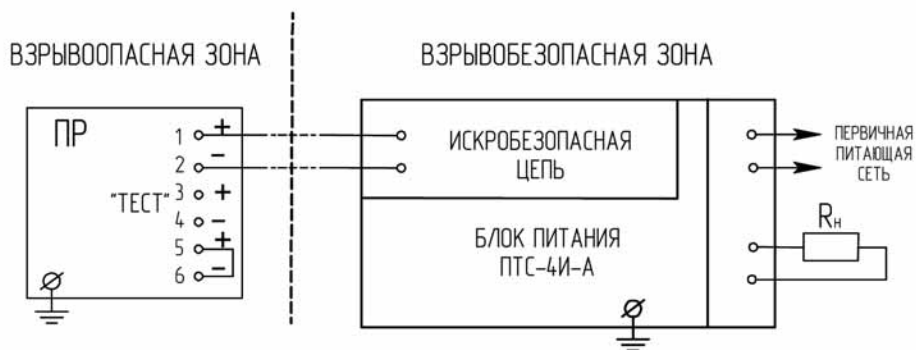 ВЗРЫВООПАСНАЯ ЗОНА
ВЗРЫВОБЕЗОПАСНАЯ ЗОНА
ПР
1 +
2 −
"ТЕСТ" 3 +
4 −
5 +
6 −
ИСКРОБЕЗОПАСНАЯ
ЦЕПЬ
БЛОК ПИТАНИЯ
ПТС-4И-А
ПЕРВИЧНАЯ
ПИТАЮЩАЯ
СЕТЬ
Rн